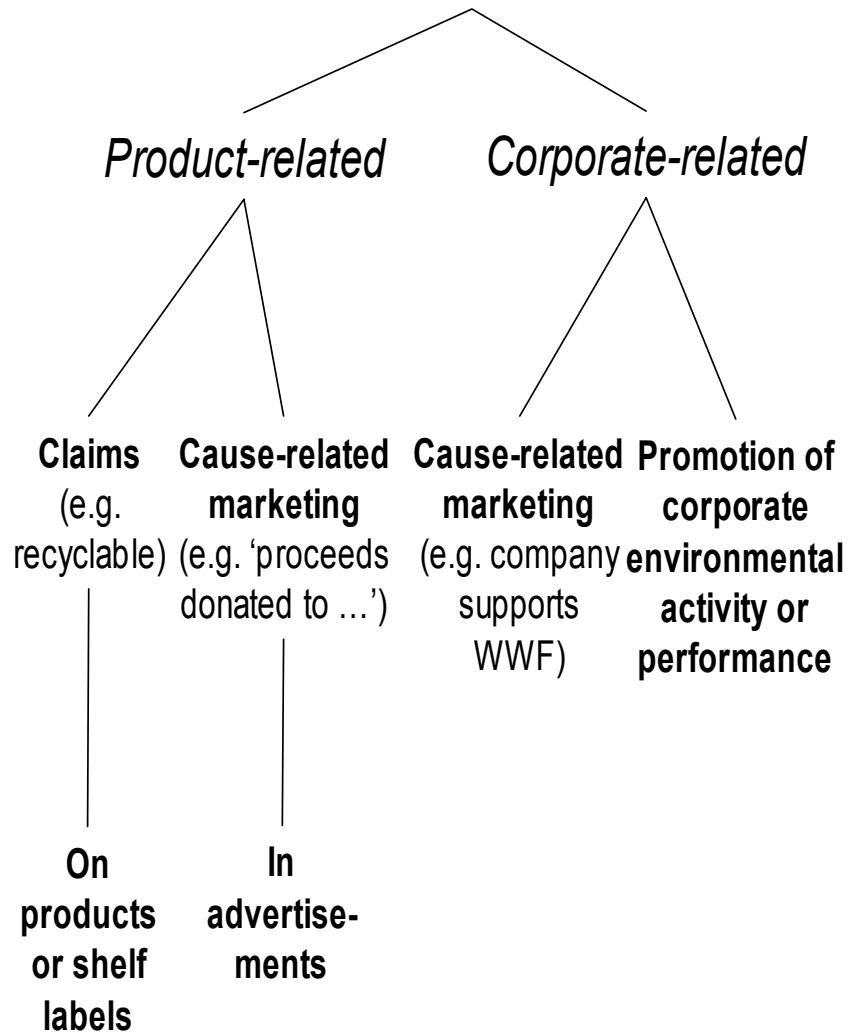 Product-related
Corporate-related
Claims
(e.g.
recyclable)
Cause-related
marketing
(e.g. ‘proceeds
donated to …’)
Cause-related
marketing
(e.g. company
supports
WWF)
Promotion of
corporate
environmental
activity or
performance
On
products
or shelf
labels
In
advertise-
ments